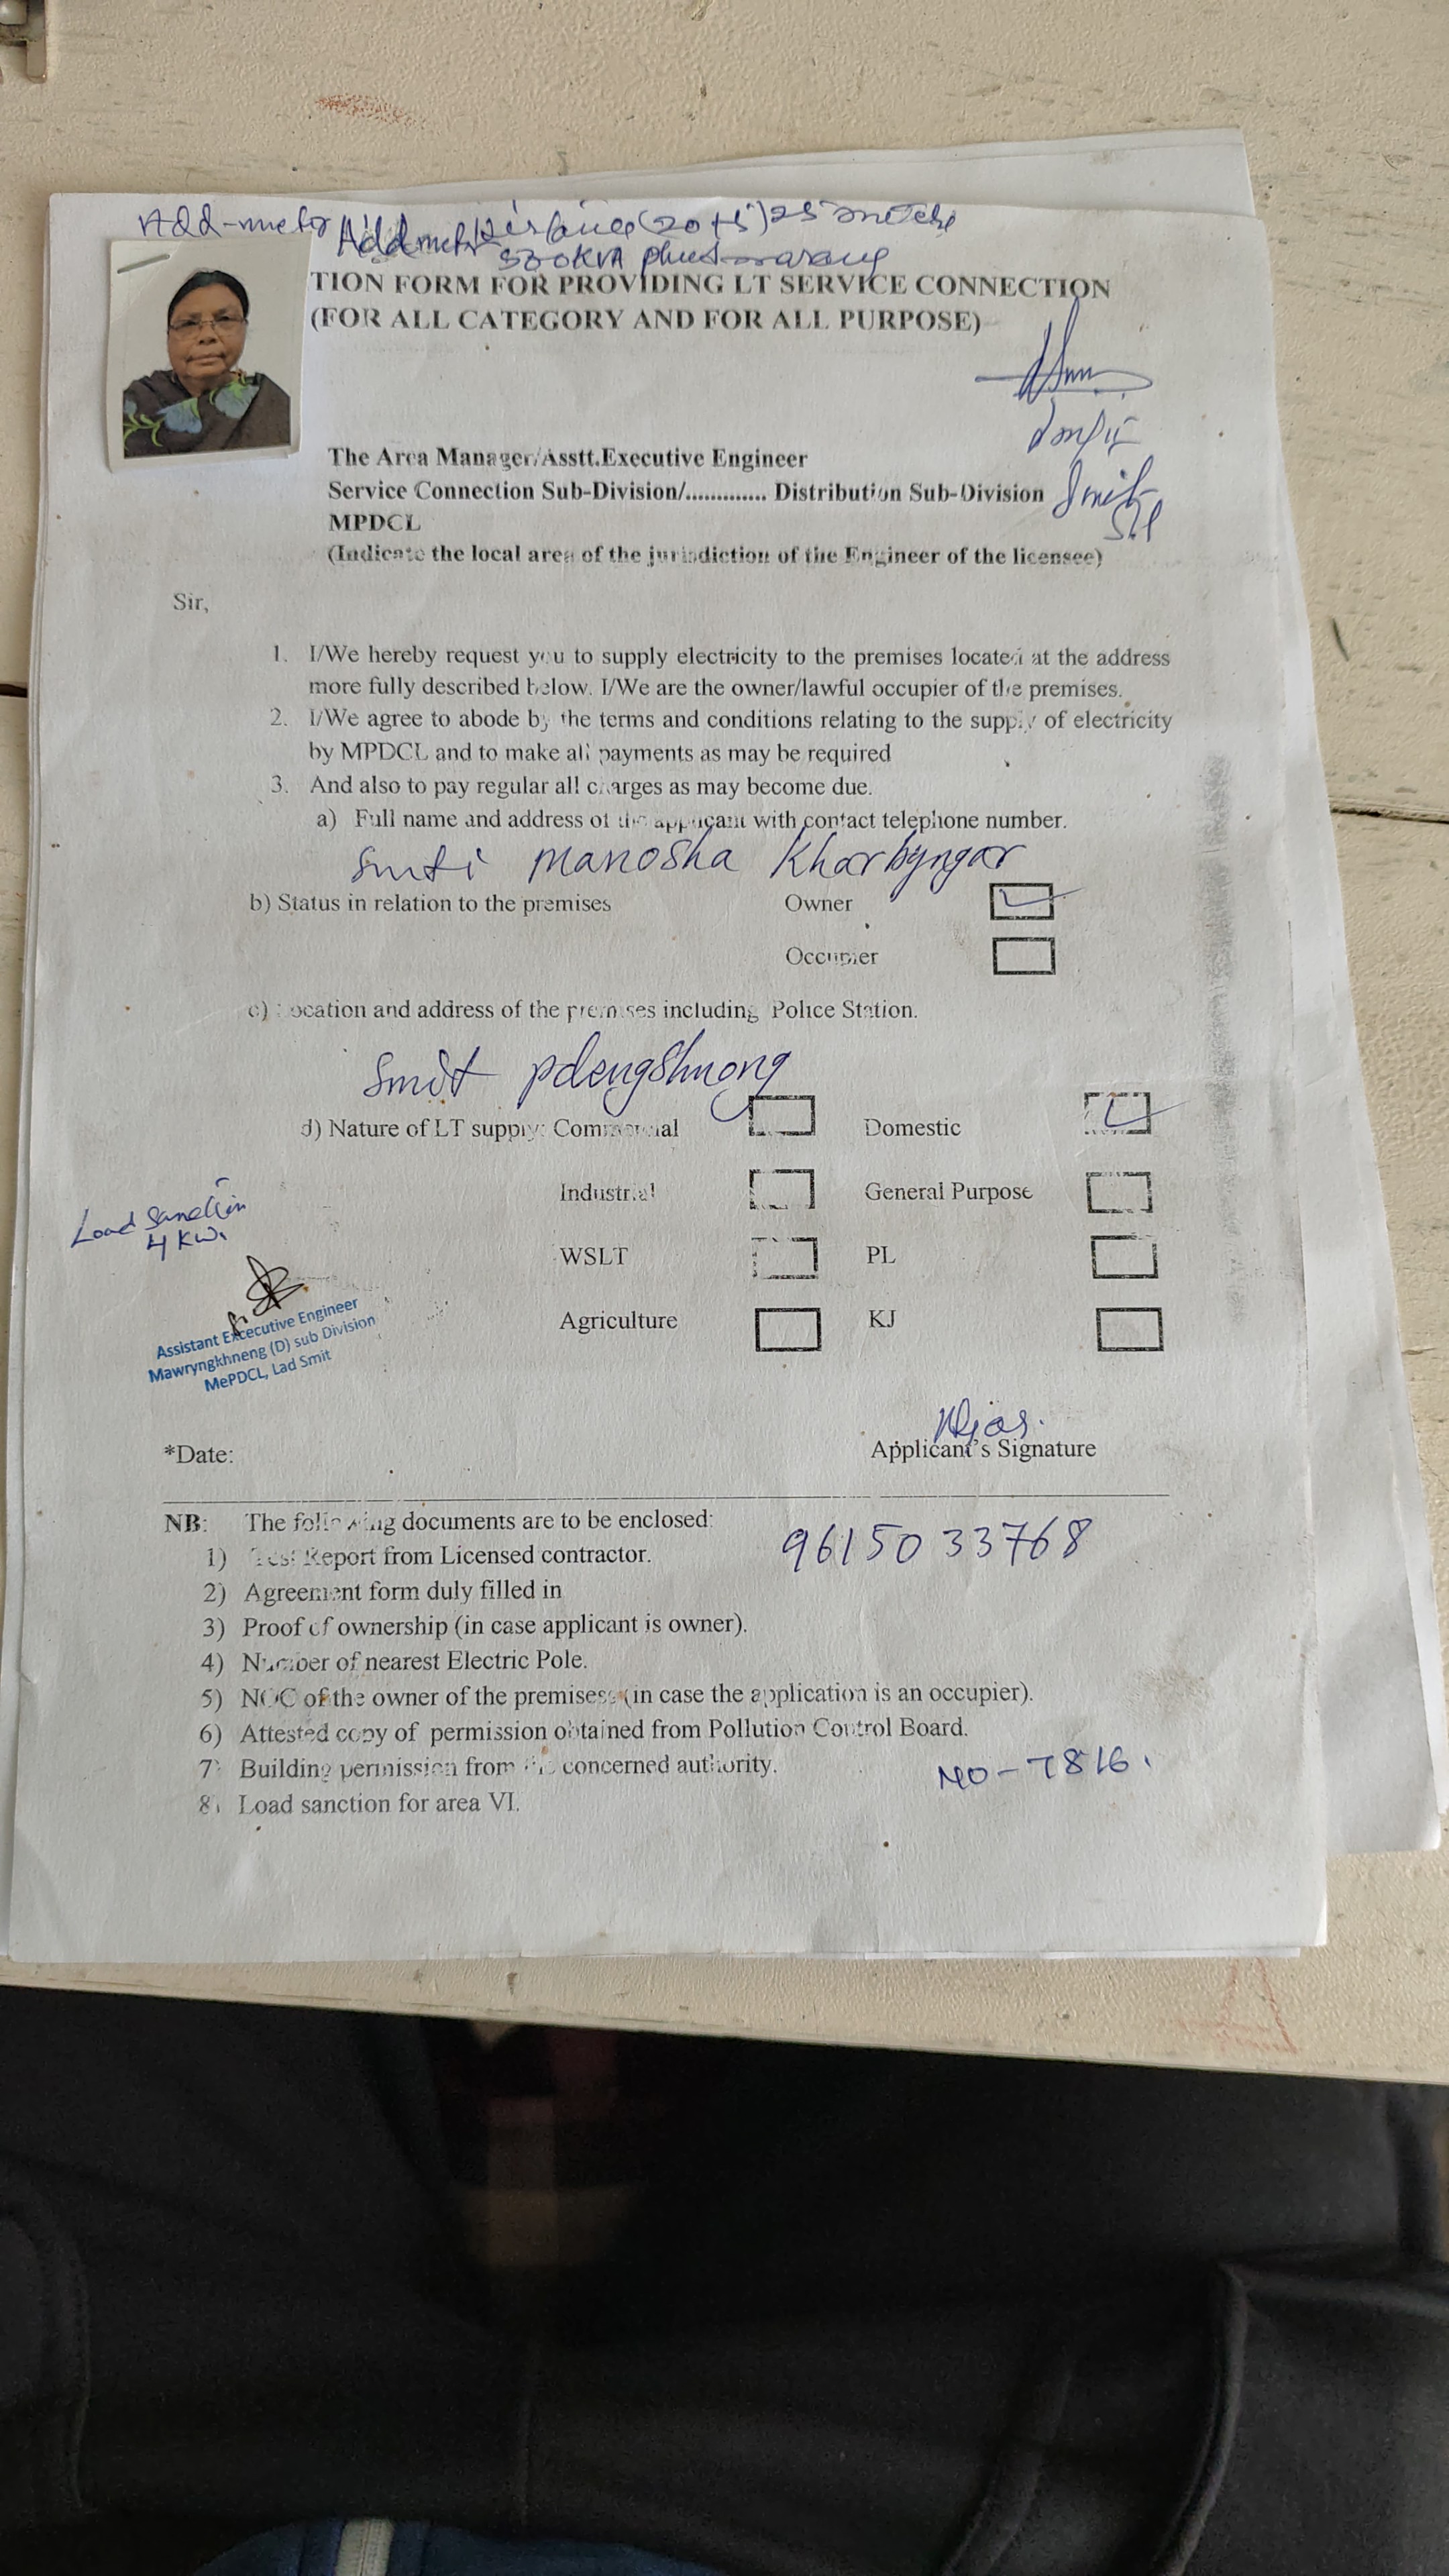 Add-meter Add meter Distance (20+5) 25 metere
TION FORM FOR PROVIDING LT SERVICE CONNECTION
(FOR ALL CATEGORY AND FOR ALL PURPOSE)
The Area Manager/Asstt.Executive Engineer
Service Connection Sub-Division/............. Distribution Sub-Division Smit
MPDCL
(Indicate the local area of the jurisdiction of the Engineer of the licensee)
Sir,
1. I/We hereby request you to supply electricity to the premises located at the address
more fully described below. I/We are the owner/lawful occupier of the premises.
2. I/We agree to abode by the terms and conditions relating to the supply of electricity
by MPDCL and to make all payments as may be required
3. And also to pay regular all charges as may become due.
a) Full name and address of the applicant with contact telephone number.
Smti Manosha Kharbyngar
b) Status in relation to the premises Owner
Occupier
c) Location and address of the premises including Police Station.
Smit pdengshnong
d) Nature of LT supply: Commercial Domestic
Industrial General Purpose
WSLT PL
Agriculture KJ
Load Sanction
4 KW.
Assistant Excecutive Engineer
Mawryngkhneng (D) sub Division
MePDCL, Lad Smit
*Date: Applicant's Signature
NB: The following documents are to be enclosed:
1) Test Report from Licensed contractor. 9615033768
2) Agreement form duly filled in
3) Proof of ownership (in case applicant is owner).
4) Number of nearest Electric Pole.
5) NOC of the owner of the premises (in case the application is an occupier).
6) Attested copy of permission obtained from Pollution Control Board.
7) Building permission from the concerned authority. NO-7816.
8) Load sanction for area VI.